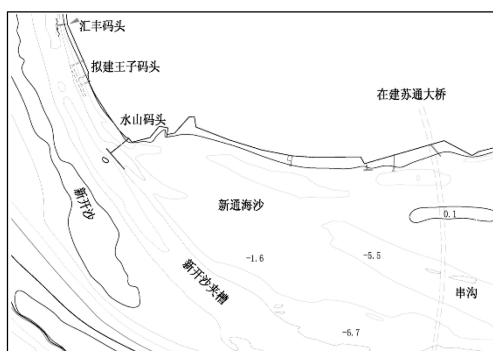 汇丰码头
拟建王子码头
水山码头
在建苏通大桥
新开沙
新通海沙
0.1
-1.6
-5.5
新开沙夹槽
串沟
-6.7
0